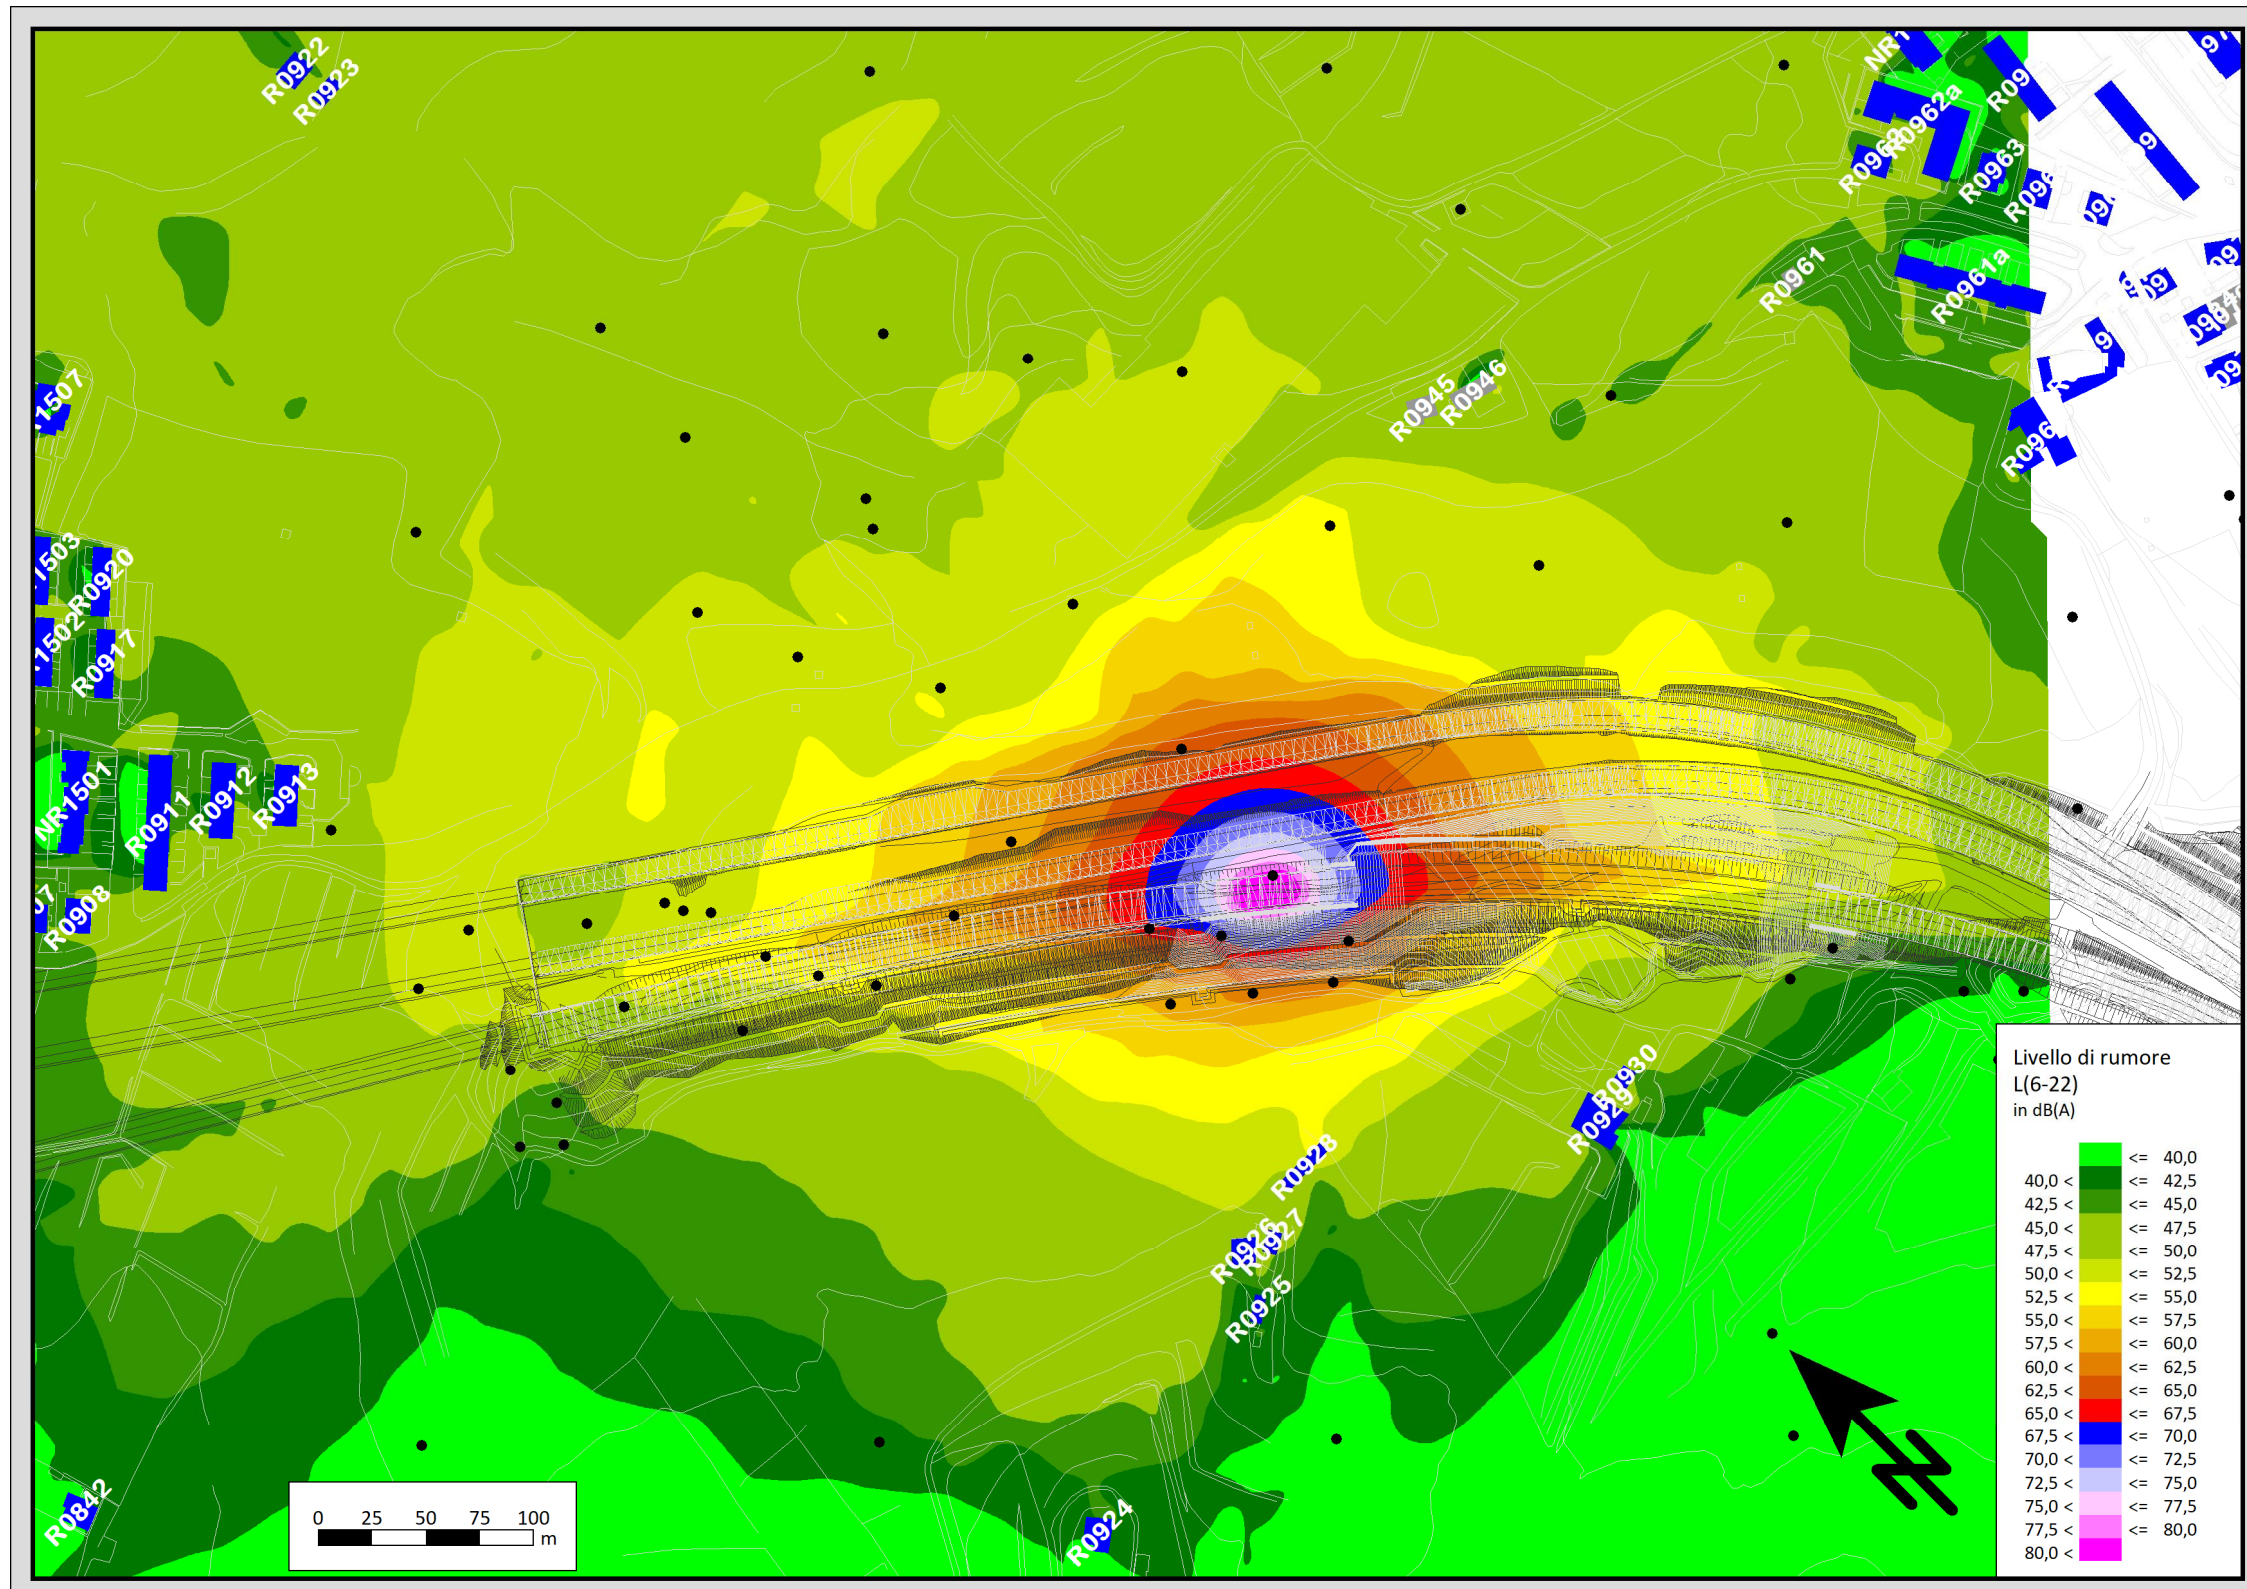 R0922
R0923
R0962a
R0963
R0961
R0961a
R0945
R0946
R0920
R0917
NR1501
R0911
R0912
R0913
R0908
R0930
R0929
R0928
R0926
R0927
R0925
R0924
R0842
0 25 50 75 100
m
Livello di rumore
L(6-22)
in dB(A)
<= 40,0
40,0 < <= 42,5
42,5 < <= 45,0
45,0 < <= 47,5
47,5 < <= 50,0
50,0 < <= 52,5
52,5 < <= 55,0
55,0 < <= 57,5
57,5 < <= 60,0
60,0 < <= 62,5
62,5 < <= 65,0
65,0 < <= 67,5
67,5 < <= 70,0
70,0 < <= 72,5
72,5 < <= 75,0
75,0 < <= 77,5
77,5 < <= 80,0
80,0 <